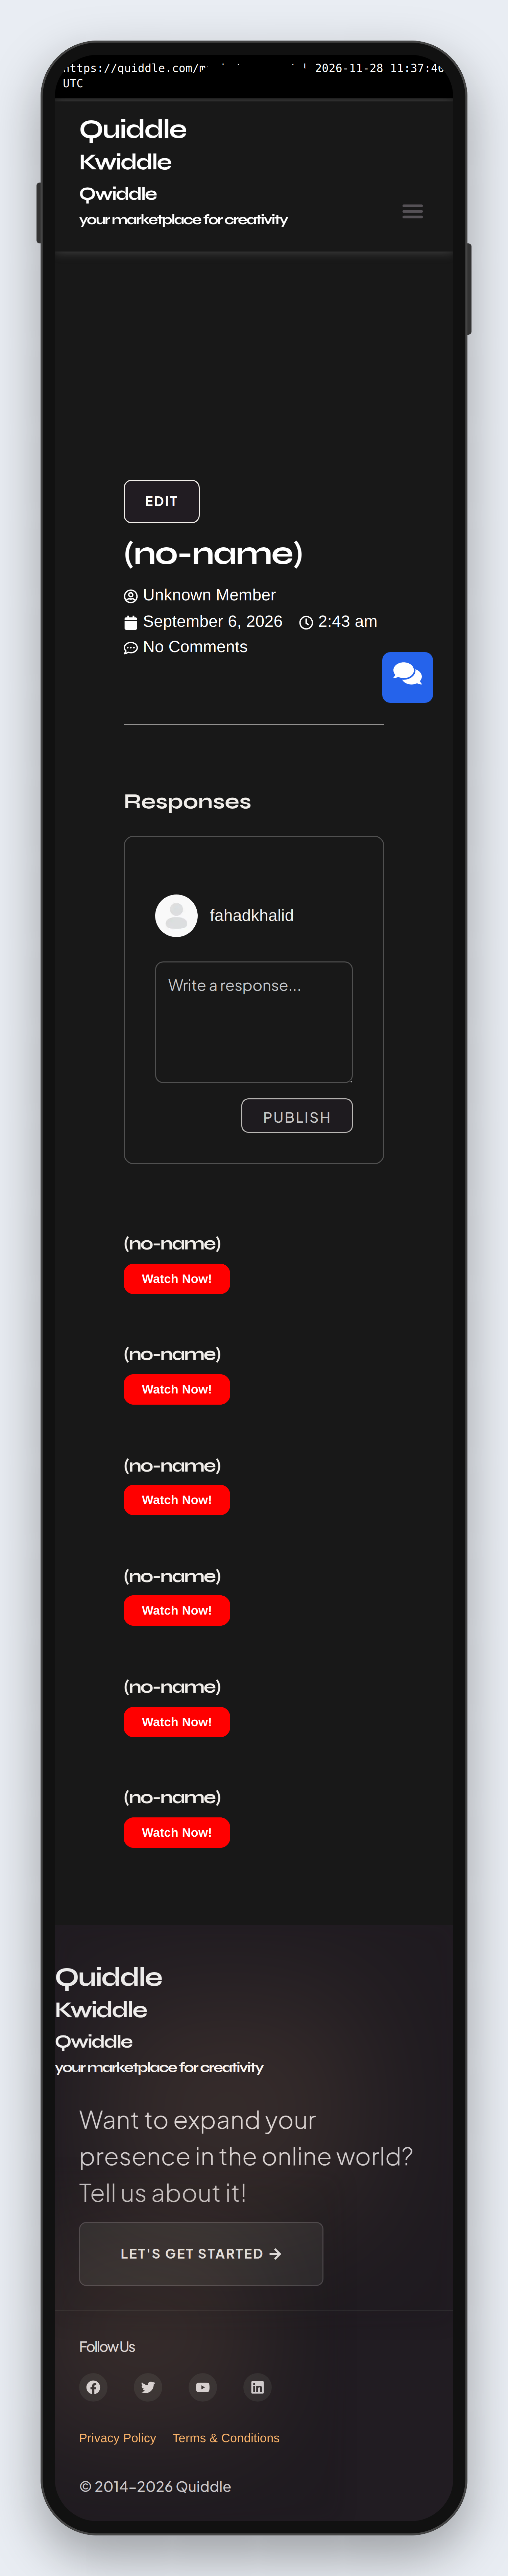 https://quiddle.com/m | 2026-11-28 11:37:46
UTC
Quiddle
Kwiddle
Qwiddle
your marketplace for creativity
EDIT
(no-name)
Unknown Member
September 6, 2026 2:43 am
No Comments
Responses
fahadkhalid
Write a response...
PUBLISH
(no-name)
Watch Now!
(no-name)
Watch Now!
(no-name)
Watch Now!
(no-name)
Watch Now!
(no-name)
Watch Now!
(no-name)
Watch Now!
Quiddle
Kwiddle
Qwiddle
your marketplace for creativity
Want to expand your
presence in the online world?
Tell us about it!
LET'S GET STARTED →
Follow Us
Privacy Policy Terms & Conditions
© 2014–2026 Quiddle